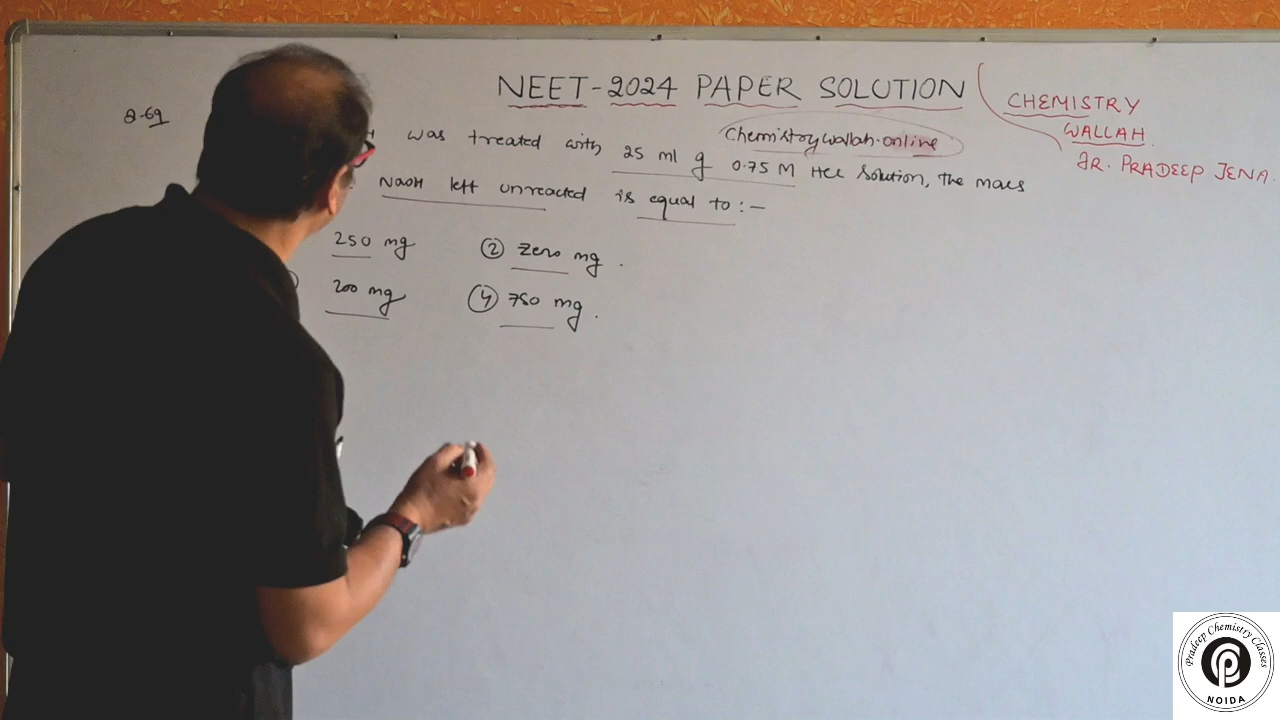 NEET-2024 PAPER SOLUTION
CHEMISTRY
WALLAH
Dr. PRADEEP JENA.
Q-69
was treated with 25 ml of 0.75 M HCl Solution, the mass
Chemistrywallah.online
NaOH left unreacted is equal to :-
250 mg ② Zero mg.
200 mg ④ 750 mg.
Pradeep Chemistry Classes
NOIDA